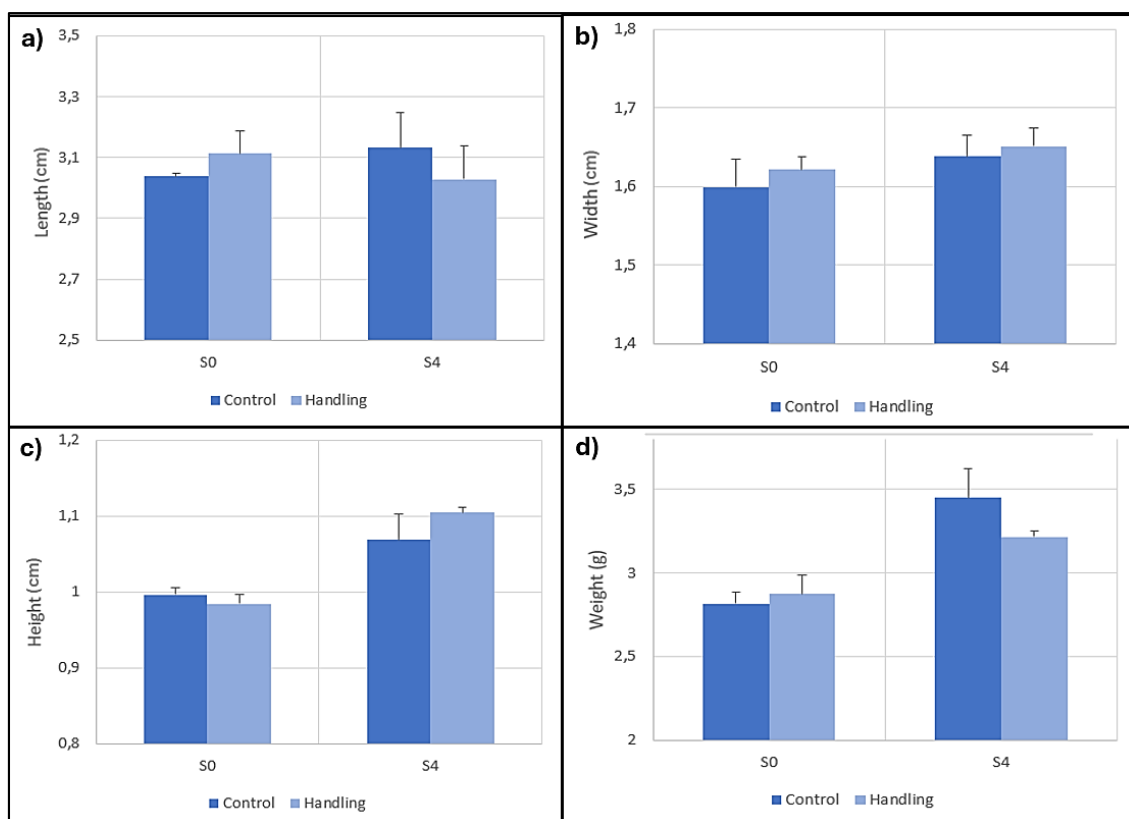 a)
Length (cm)
3,5
3,3
3,1
2,9
2,7
2,5
S0 S4
Control Handling
b)
Width (cm)
1,8
1,7
1,6
1,5
1,4
S0 S4
Control Handling
c)
Height (cm)
1,2
1,1
1
0,9
0,8
S0 S4
Control Handling
d)
Weight (g)
3,5
3
2,5
2
S0 S4
Control Handling